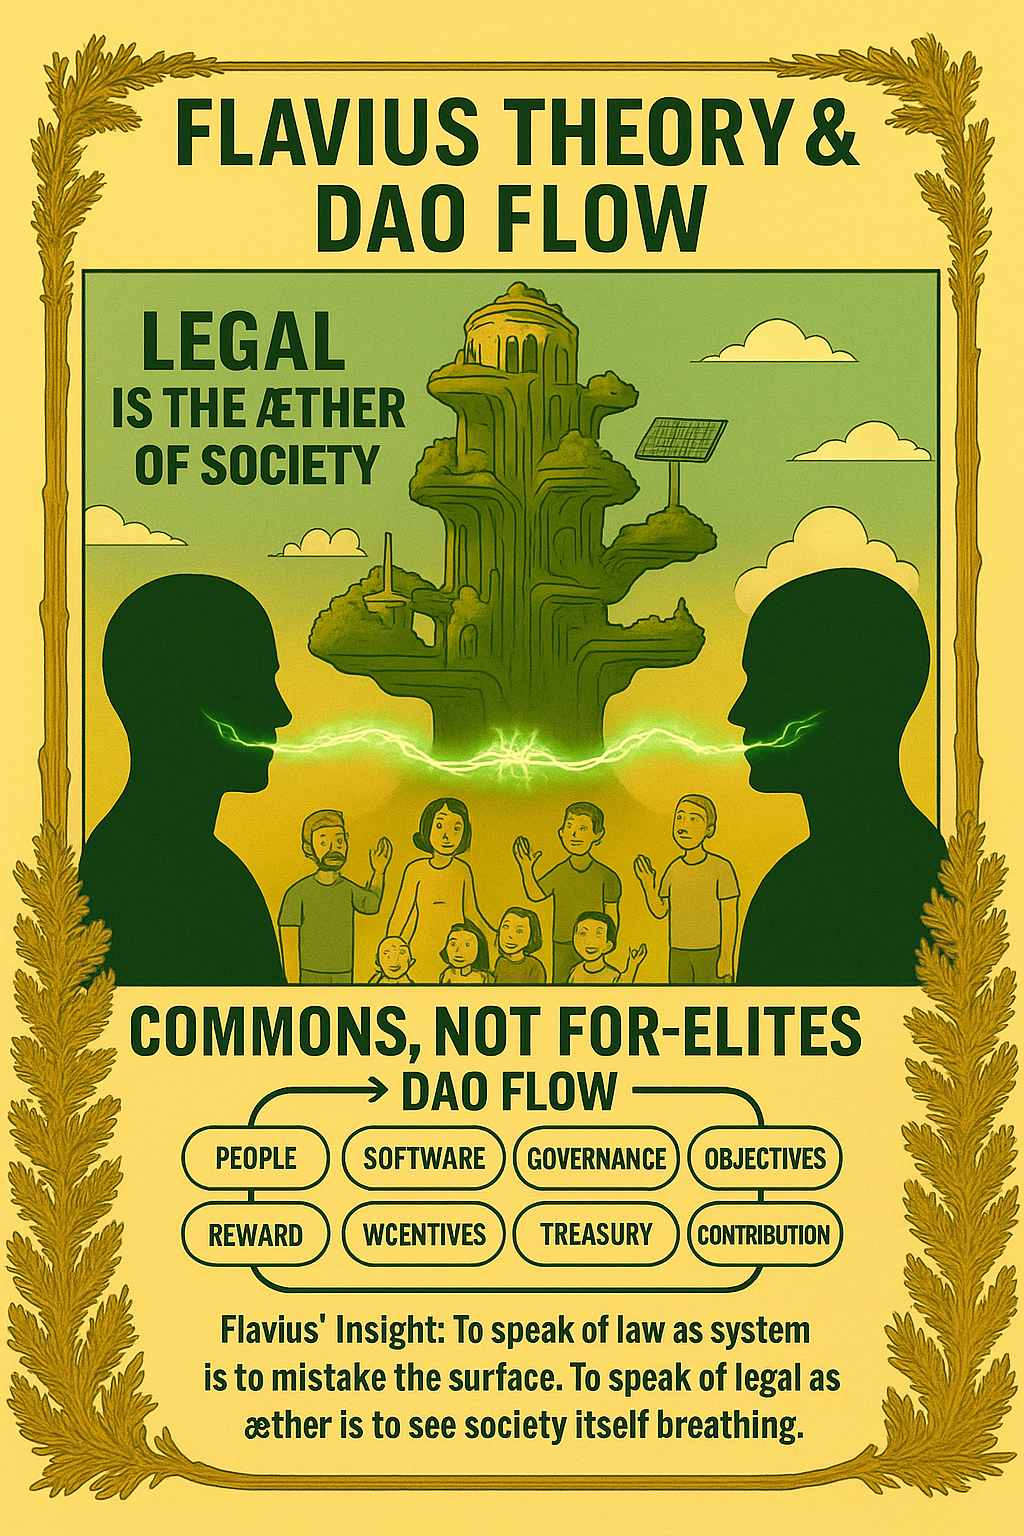 FLAVIUS THEORY &
DAO FLOW
LEGAL
IS THE ÆTHER
OF SOCIETY
COMMONS, NOT FOR-ELITES
DAO FLOW
PEOPLE SOFTWARE GOVERNANCE OBJECTIVES
REWARD WCENTIVES TREASURY CONTRIBUTION
Flavius' Insight: To speak of law as system
is to mistake the surface. To speak of legal as
æther is to see society itself breathing.